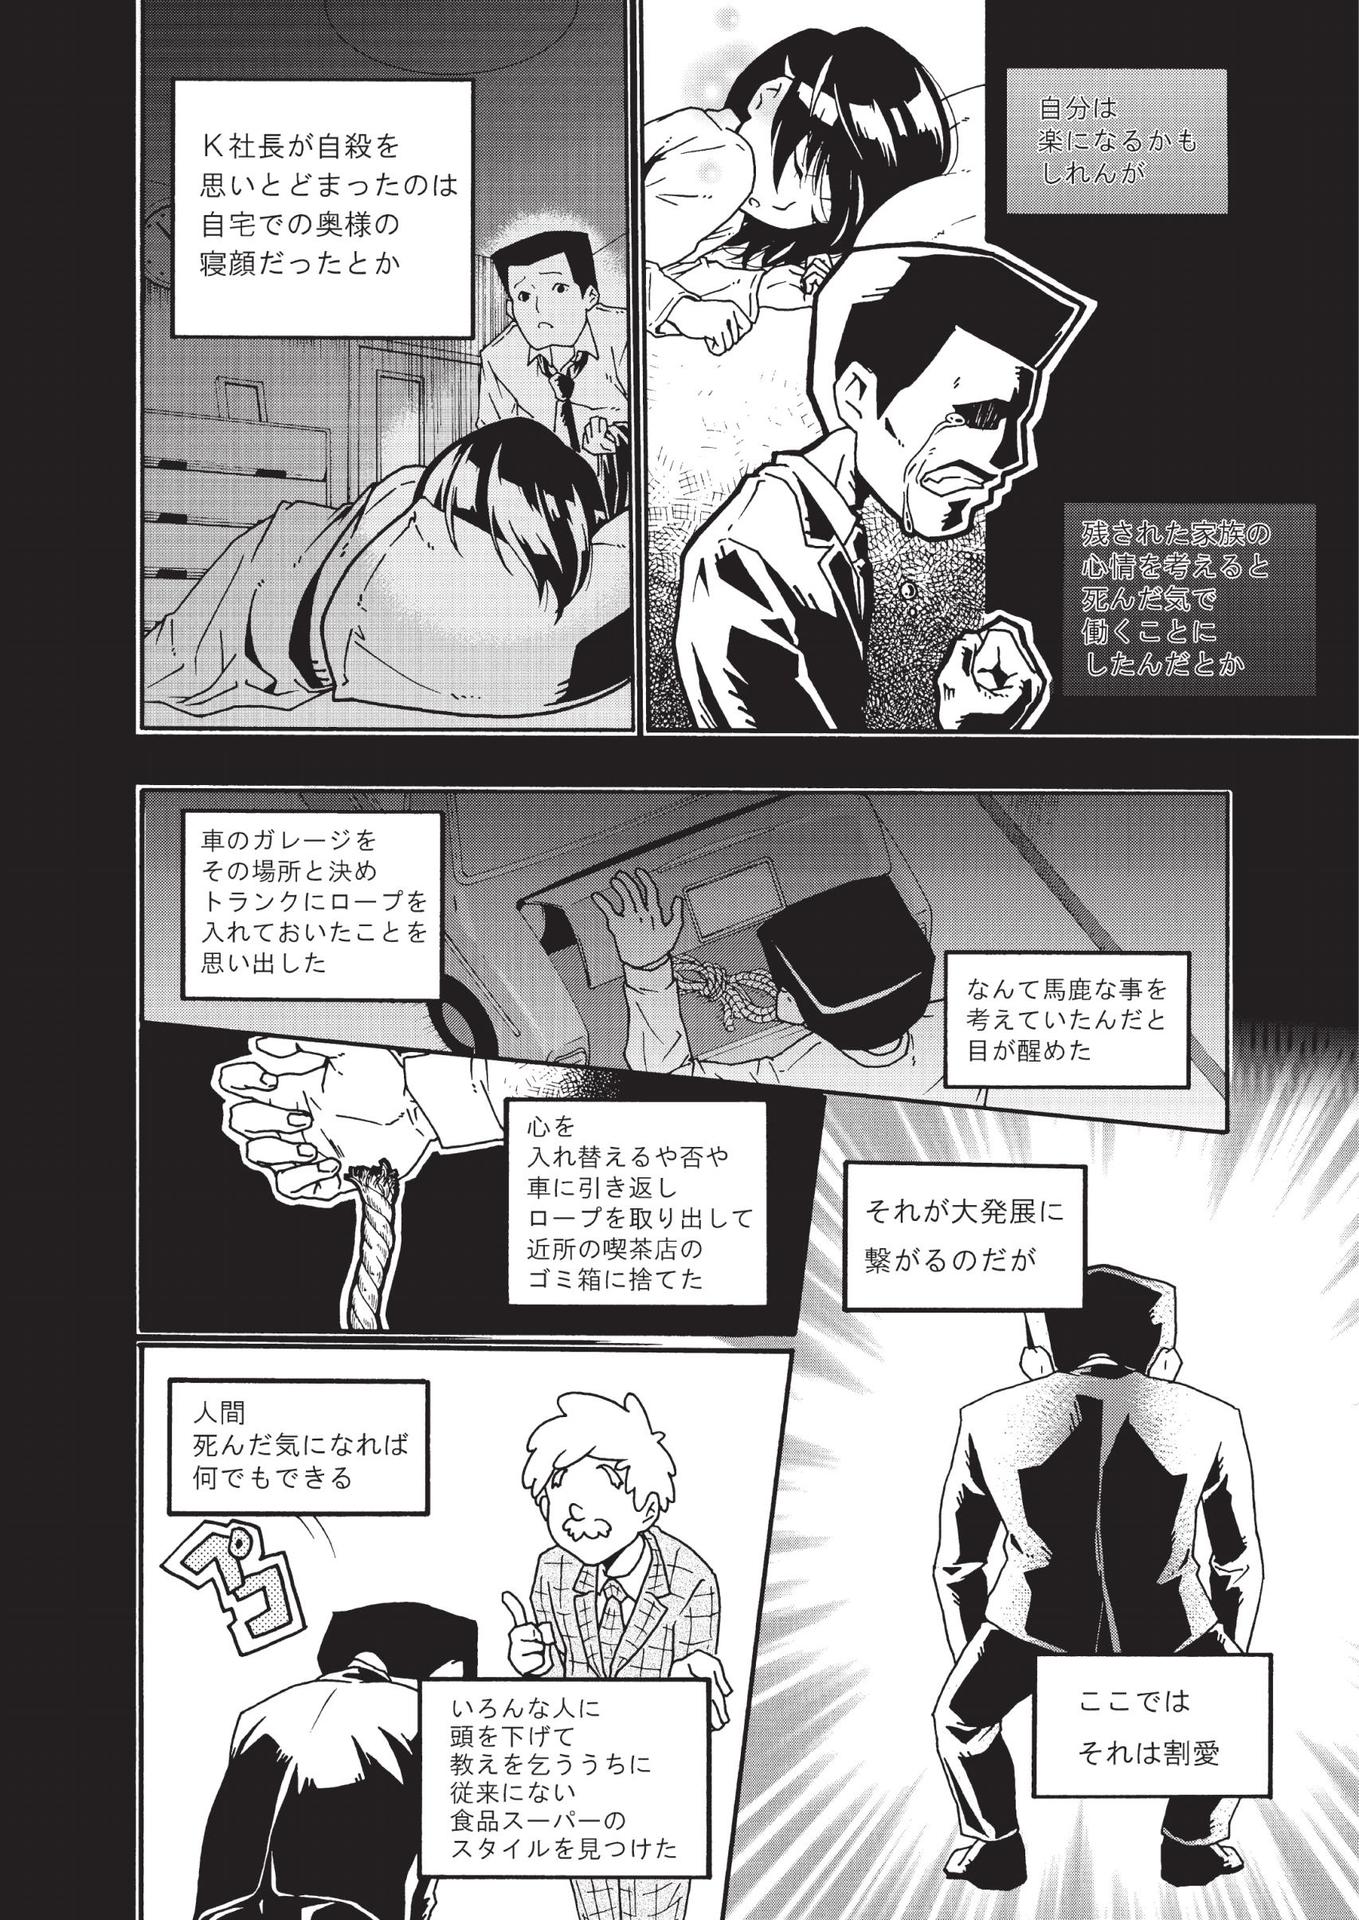 K社長が自殺を
思いとどまったのは
自宅での奥様の
寝顔だったとか
自分は
楽になるかも
しれんが
残された家族の
心情を考えると
死んだ気で
働くことに
したんだとか
車のガレージを
その場所と決め
トランクにロープを
入れておいたことを
思い出した
なんて馬鹿な事を
考えていたんだと
目が醒めた
心を
入れ替えるや否や
車に引き返し
ロープを取り出して
近所の喫茶店の
ゴミ箱に捨てた
人間
死んだ気になれば
何でもできる
ペコ
いろんな人に
頭を下げて
教えを乞ううちに
従来にない
食品スーパーの
スタイルを見つけた
それが大発展に
繋がるのだが
ここでは
それは割愛